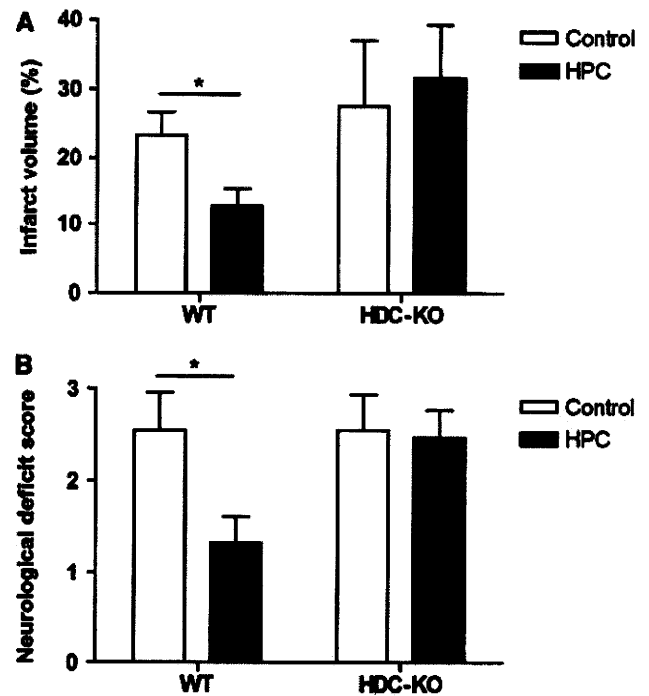 A
Infarct volume (%)
40
30
20
10
0
*
WT
HDC-KO
Control
HPC
B
Neurological deficit score
3
2
1
0
*
WT
HDC-KO
Control
HPC